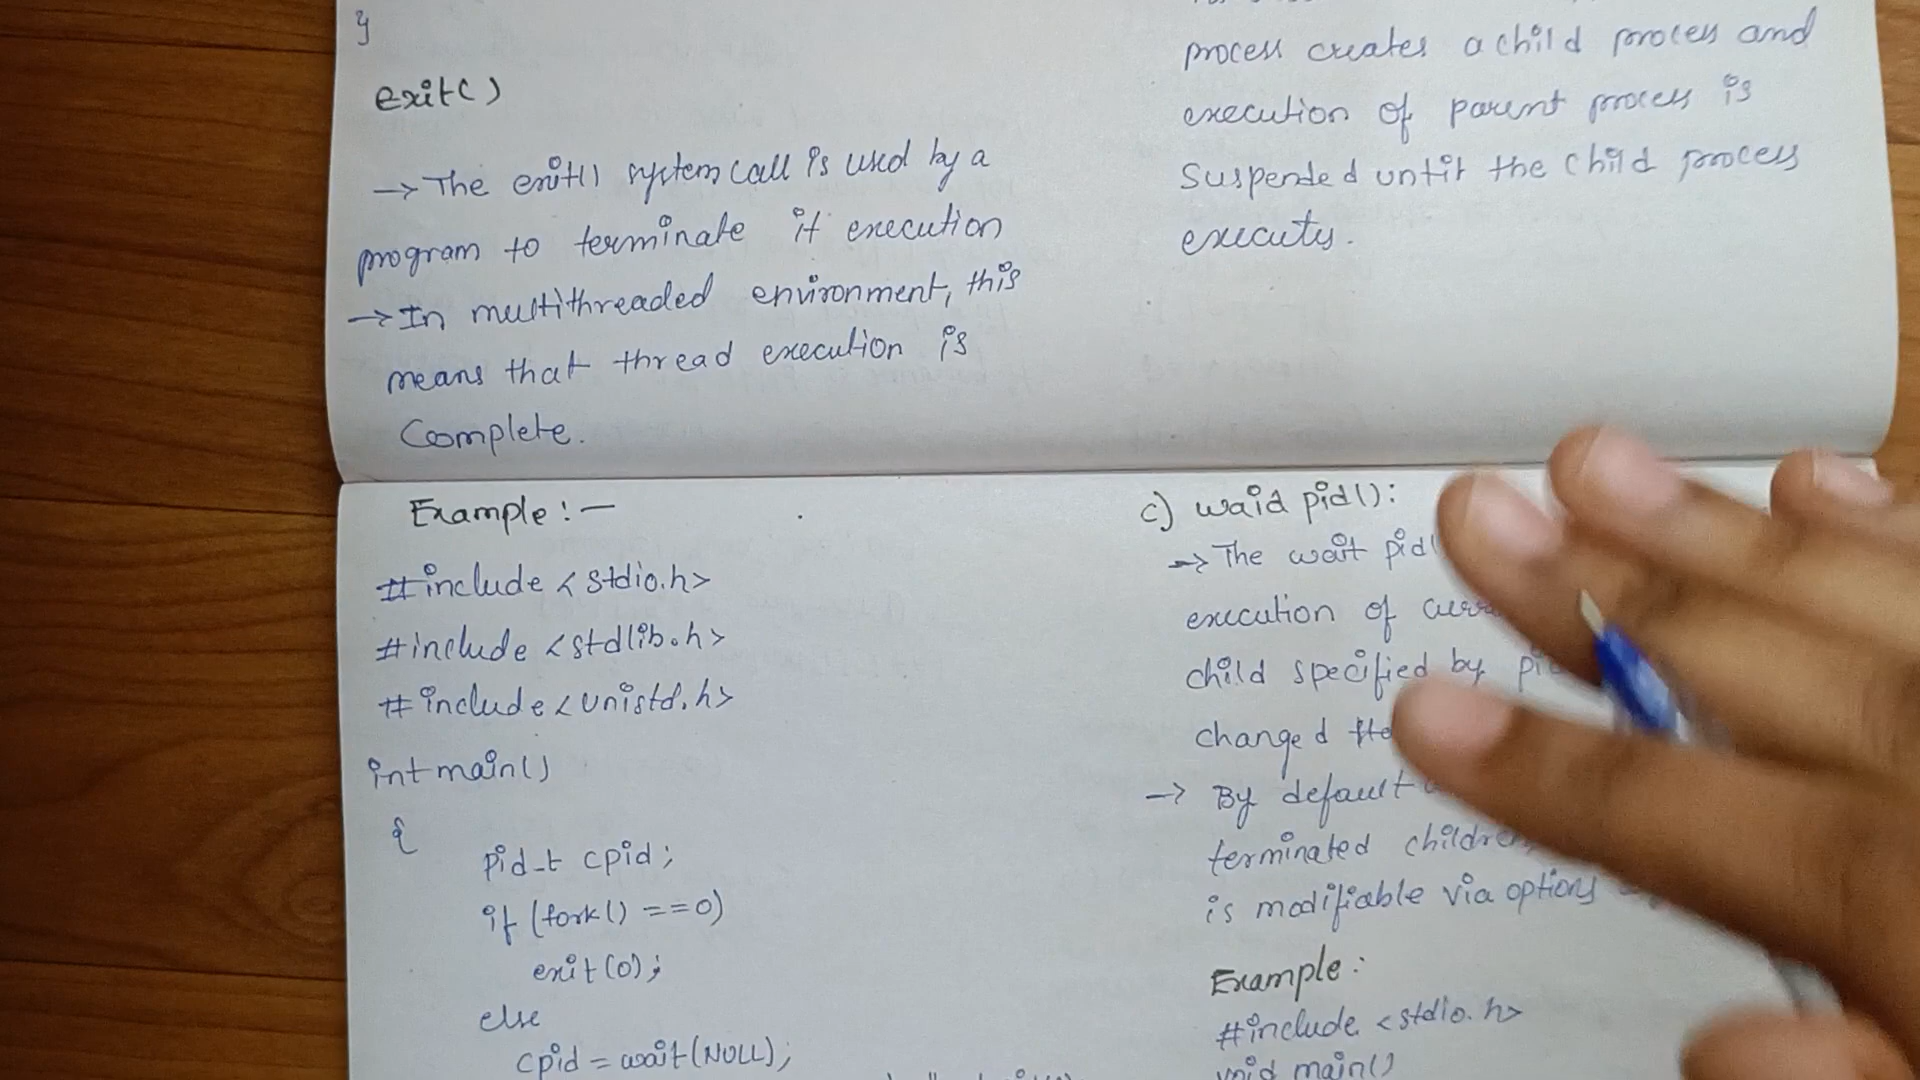 }
exit()
→ The exit() system call is used by a
program to terminate it execution
→ In multithreaded environment, this
means that thread execution is
Complete.
Example :-
#include <stdio.h>
#include <stdlib.h>
#include <unistd.h>
int main()
{
pid_t cpid;
if (fork() ==0)
exit(0);
else
cpid = wait(NULL);
process creates a child process and
execution of parent process is
Suspended until the child process
executes.
c) waid pid():
→ The wait pid(
execution of
child specified by
changed
→ By default
terminated children
is modifiable via options
Example:
#include <stdio.h>
void main()